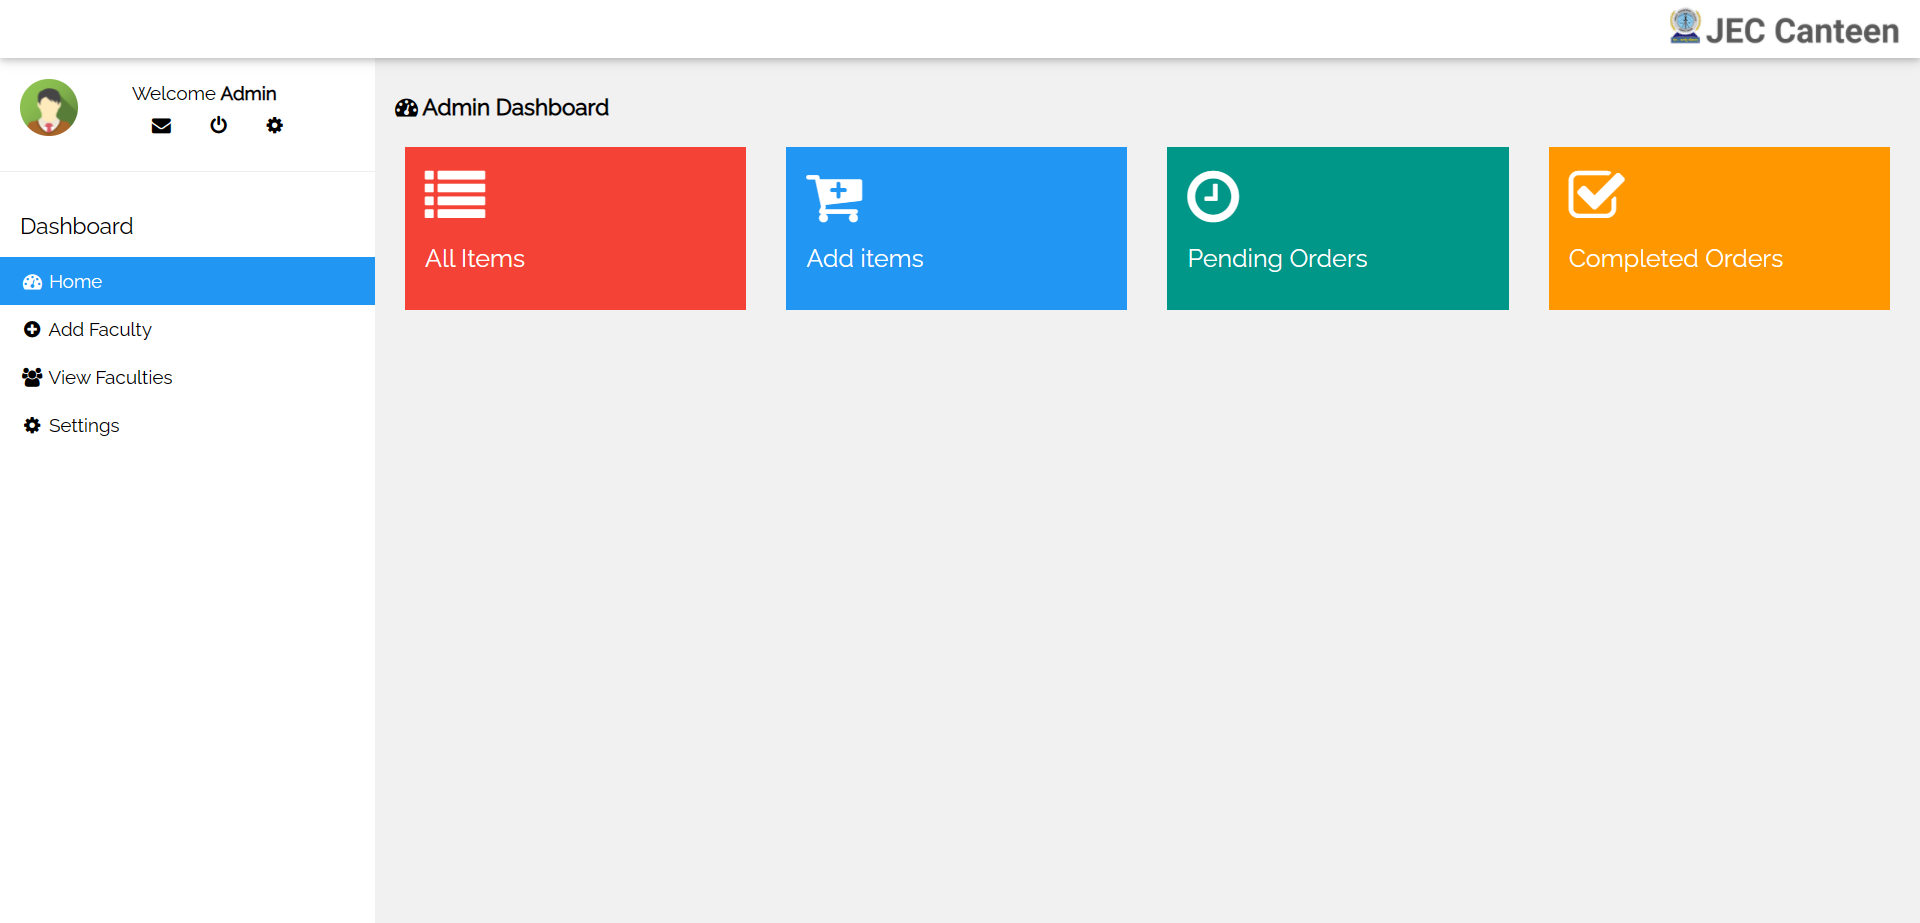 JEC Canteen
Welcome Admin
Dashboard
Home
Add Faculty
View Faculties
Settings
Admin Dashboard
All Items
Add items
Pending Orders
Completed Orders